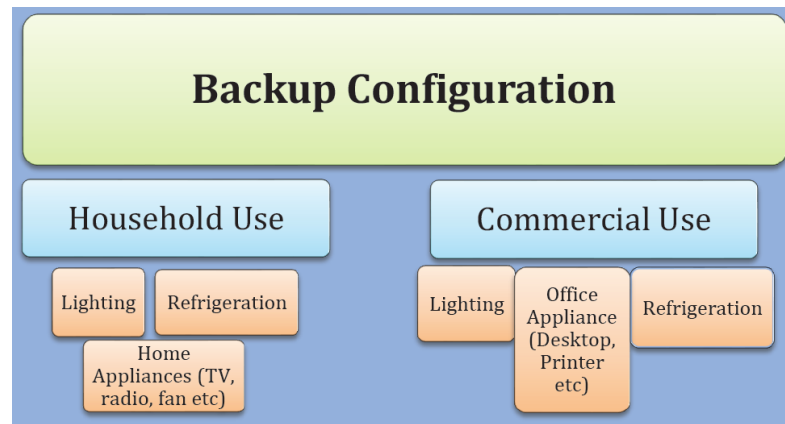 Backup Configuration
Household Use
Commercial Use
Lighting
Refrigeration
Home
Appliances (TV,
radio, fan etc)
Lighting
Office
Appliance
(Desktop,
Printer
etc)
Refrigeration